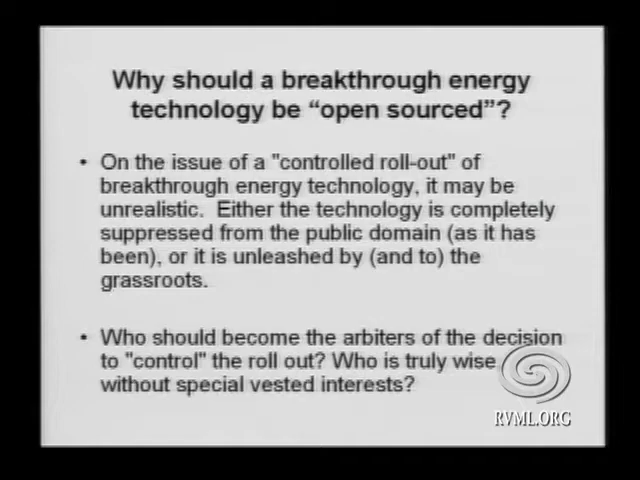 Why should a breakthrough energy
technology be “open sourced”?
• On the issue of a "controlled roll-out" of
breakthrough energy technology, it may be
unrealistic.  Either the technology is completely
suppressed from the public domain (as it has
been), or it is unleashed by (and to) the
grassroots.
• Who should become the arbiters of the decision
to "control" the roll out? Who is truly wise
without special vested interests?
RVML.ORG